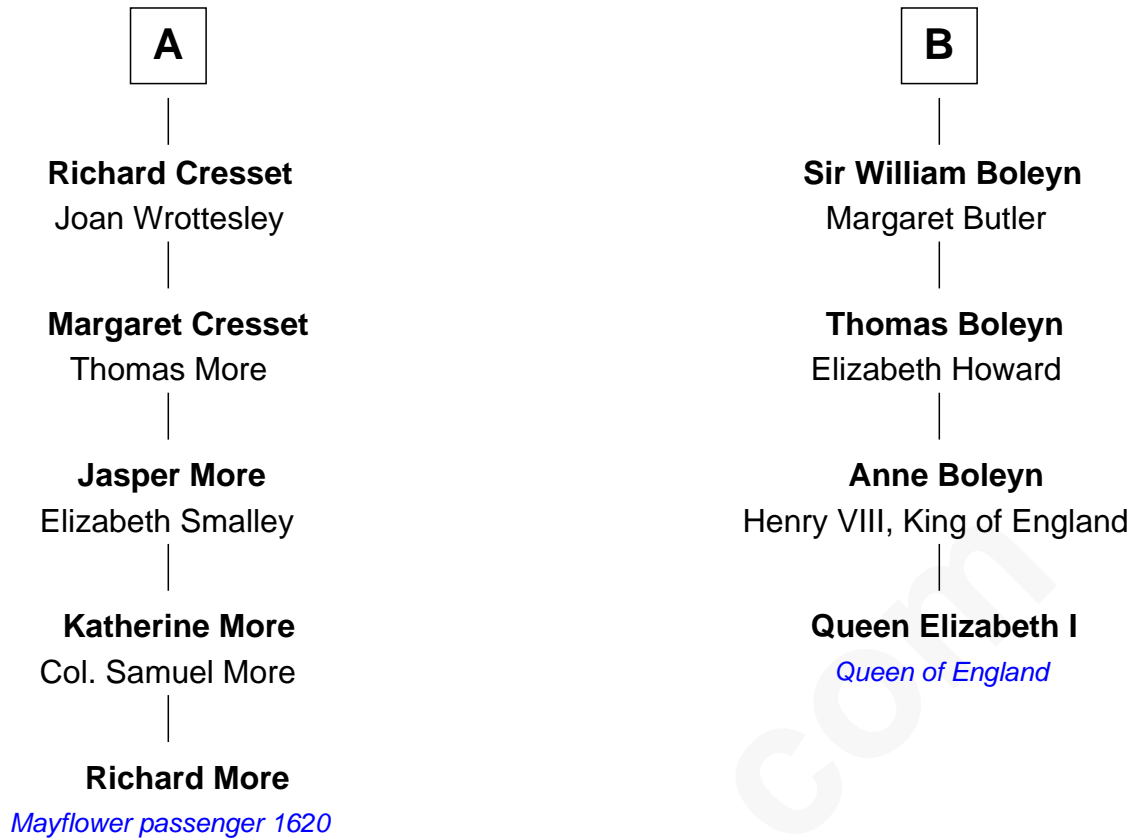 A
Richard Cresset
Joan Wrottesley
Margaret Cresset
Thomas More
Jasper More
Elizabeth Smalley
Katherine More
Col. Samuel More
Richard More
Mayflower passenger 1620
B
Sir William Boleyn
Margaret Butler
Thomas Boleyn
Elizabeth Howard
Anne Boleyn
Henry VIII, King of England
Queen Elizabeth I
Queen of England
com